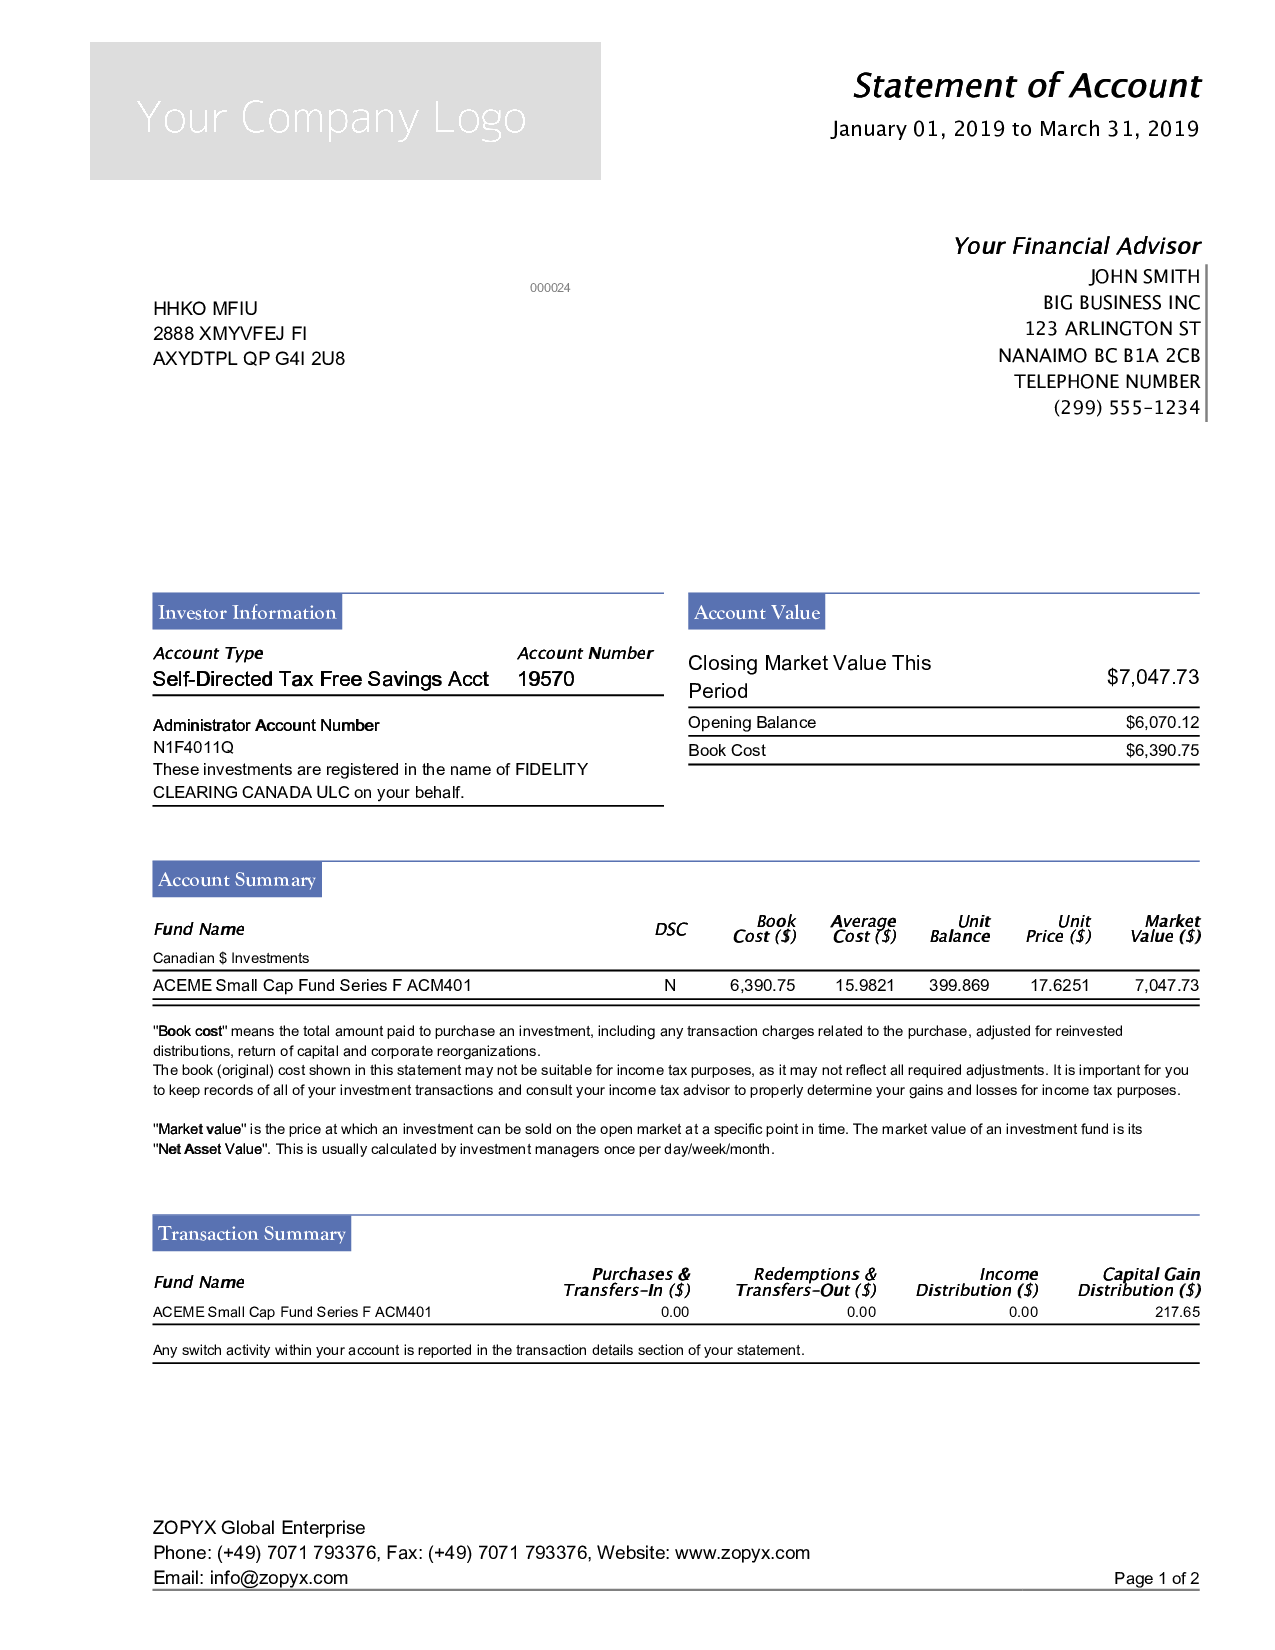 Your Company Logo
Statement of Account
January 01, 2019 to March 31, 2019
Your Financial Advisor
JOHN SMITH
BIG BUSINESS INC
123 ARLINGTON ST
NANAIMO BC B1A 2CB
TELEPHONE NUMBER
(299) 555-1234
000024
HHKO MFIU
2888 XMYVFEJ FI
AXYDTPL QP G4I 2U8
Investor Information
Account Type Account Number
Self-Directed Tax Free Savings Acct 19570
Administrator Account Number
N1F4011Q
These investments are registered in the name of FIDELITY
CLEARING CANADA ULC on your behalf.
Account Value
Closing Market Value This
Period $7,047.73
Opening Balance $6,070.12
Book Cost $6,390.75
Account Summary
Fund Name DSC Book Cost ($) Average Cost ($) Unit Balance Unit Price ($) Market Value ($)
Canadian $ Investments
ACEME Small Cap Fund Series F ACM401 N 6,390.75 15.9821 399.869 17.6251 7,047.73
"Book cost" means the total amount paid to purchase an investment, including any transaction charges related to the purchase, adjusted for reinvested
distributions, return of capital and corporate reorganizations.
The book (original) cost shown in this statement may not be suitable for income tax purposes, as it may not reflect all required adjustments. It is important for you
to keep records of all of your investment transactions and consult your income tax advisor to properly determine your gains and losses for income tax purposes.
"Market value" is the price at which an investment can be sold on the open market at a specific point in time. The market value of an investment fund is its
"Net Asset Value". This is usually calculated by investment managers once per day/week/month.
Transaction Summary
Fund Name Purchases & Transfers-In ($) Redemptions & Transfers-Out ($) Income Distribution ($) Capital Gain Distribution ($)
ACEME Small Cap Fund Series F ACM401 0.00 0.00 0.00 217.65
Any switch activity within your account is reported in the transaction details section of your statement.
ZOPYX Global Enterprise
Phone: (+49) 7071 793376, Fax: (+49) 7071 793376, Website: www.zopyx.com
Email: info@zopyx.com
Page 1 of 2